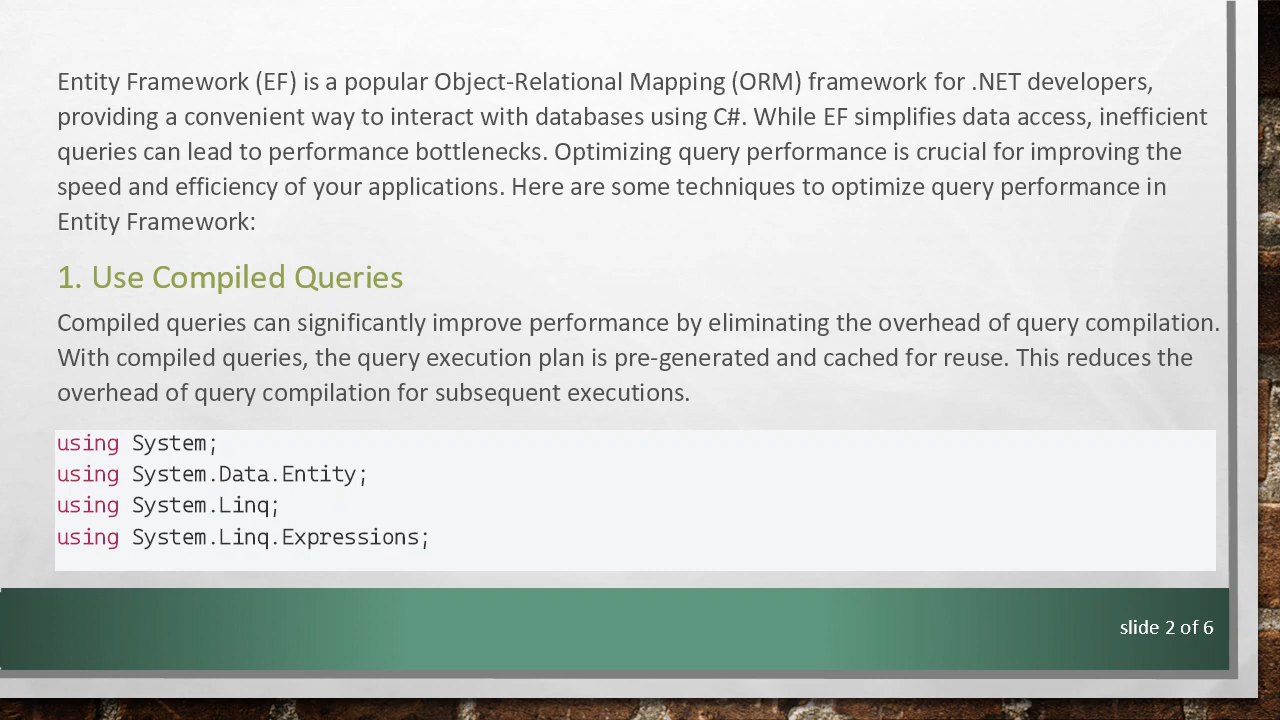 Entity Framework (EF) is a popular Object-Relational Mapping (ORM) framework for .NET developers,
providing a convenient way to interact with databases using C#. While EF simplifies data access, inefficient
queries can lead to performance bottlenecks. Optimizing query performance is crucial for improving the
speed and efficiency of your applications. Here are some techniques to optimize query performance in
Entity Framework:
1. Use Compiled Queries
Compiled queries can significantly improve performance by eliminating the overhead of query compilation.
With compiled queries, the query execution plan is pre-generated and cached for reuse. This reduces the
overhead of query compilation for subsequent executions.
using System;
using System.Data.Entity;
using System.Linq;
using System.Linq.Expressions;
slide 2 of 6